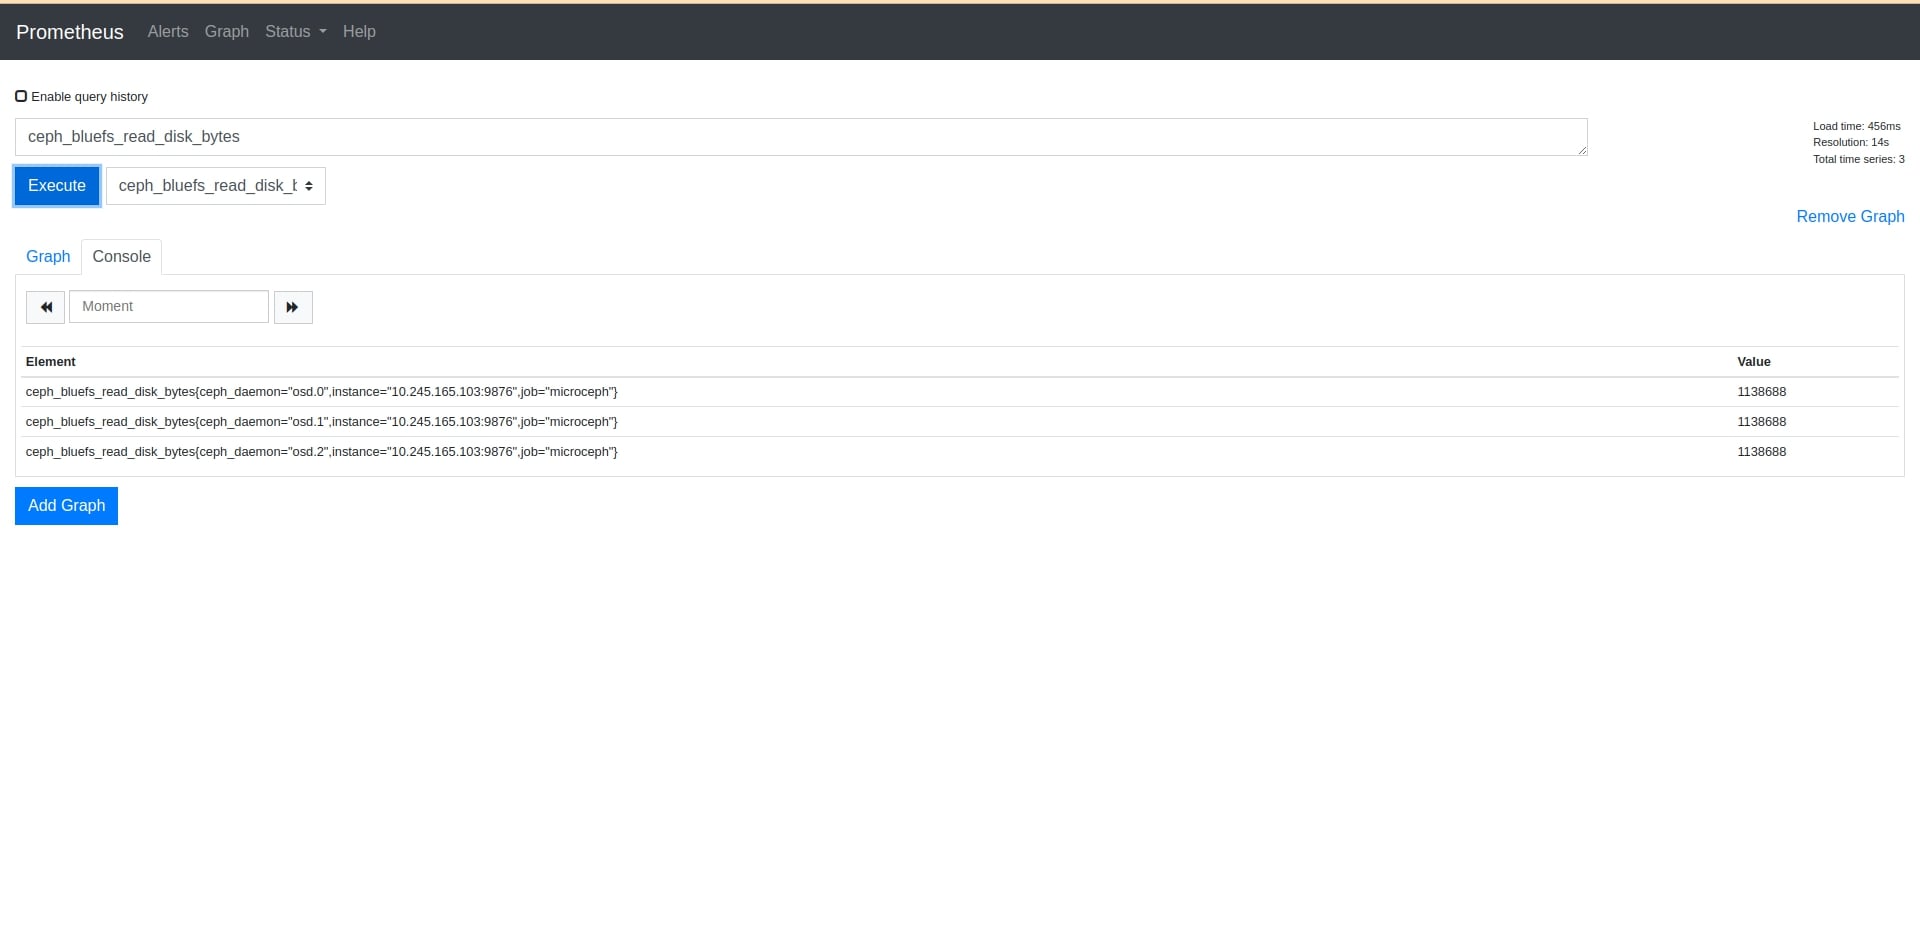 Prometheus Alerts Graph Status Help
Enable query history
ceph_bluefs_read_disk_bytes
Load time: 456ms
Resolution: 14s
Total time series: 3
Execute ceph_bluefs_read_disk_b
Remove Graph
Graph Console
Moment
Element Value
ceph_bluefs_read_disk_bytes{ceph_daemon="osd.0",instance="10.245.165.103:9876",job="microceph"} 1138688
ceph_bluefs_read_disk_bytes{ceph_daemon="osd.1",instance="10.245.165.103:9876",job="microceph"} 1138688
ceph_bluefs_read_disk_bytes{ceph_daemon="osd.2",instance="10.245.165.103:9876",job="microceph"} 1138688
Add Graph